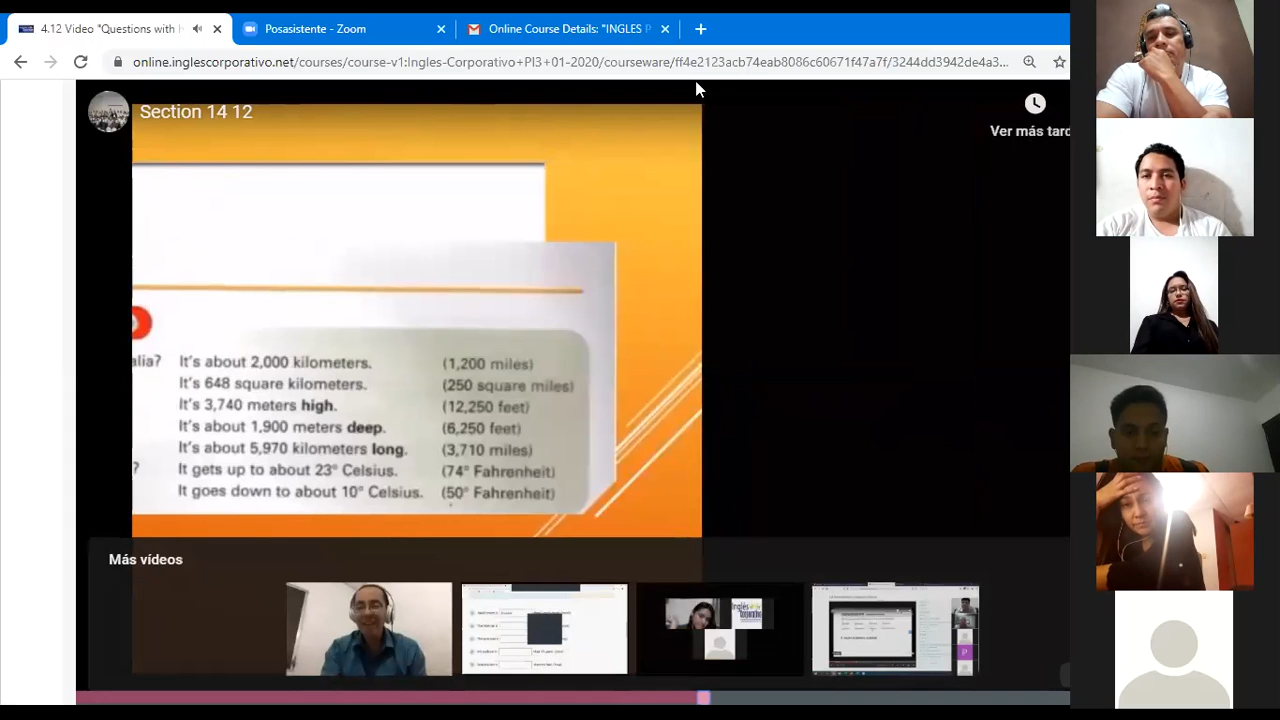 4.12 Video "Questions with H
Posasistente - Zoom
Online Course Details: "INGLES P
online.inglescorporativo.net/courses/course-v1:Ingles-Corporativo+PI3+01-2020/courseware/ff4e2123acb74eab8086c60671f47a7f/3244dd3942de4a3...
Section 14 12
Ver más tard
alia? It's about 2,000 kilometers. (1,200 miles)
It's 648 square kilometers. (250 square miles)
It's 3,740 meters high. (12,250 feet)
It's about 1,900 meters deep. (6,250 feet)
It's about 5,970 kilometers long. (3,710 miles)
? It gets up to about 23° Celsius. (74° Fahrenheit)
It goes down to about 10° Celsius. (50° Fahrenheit)
Más vídeos